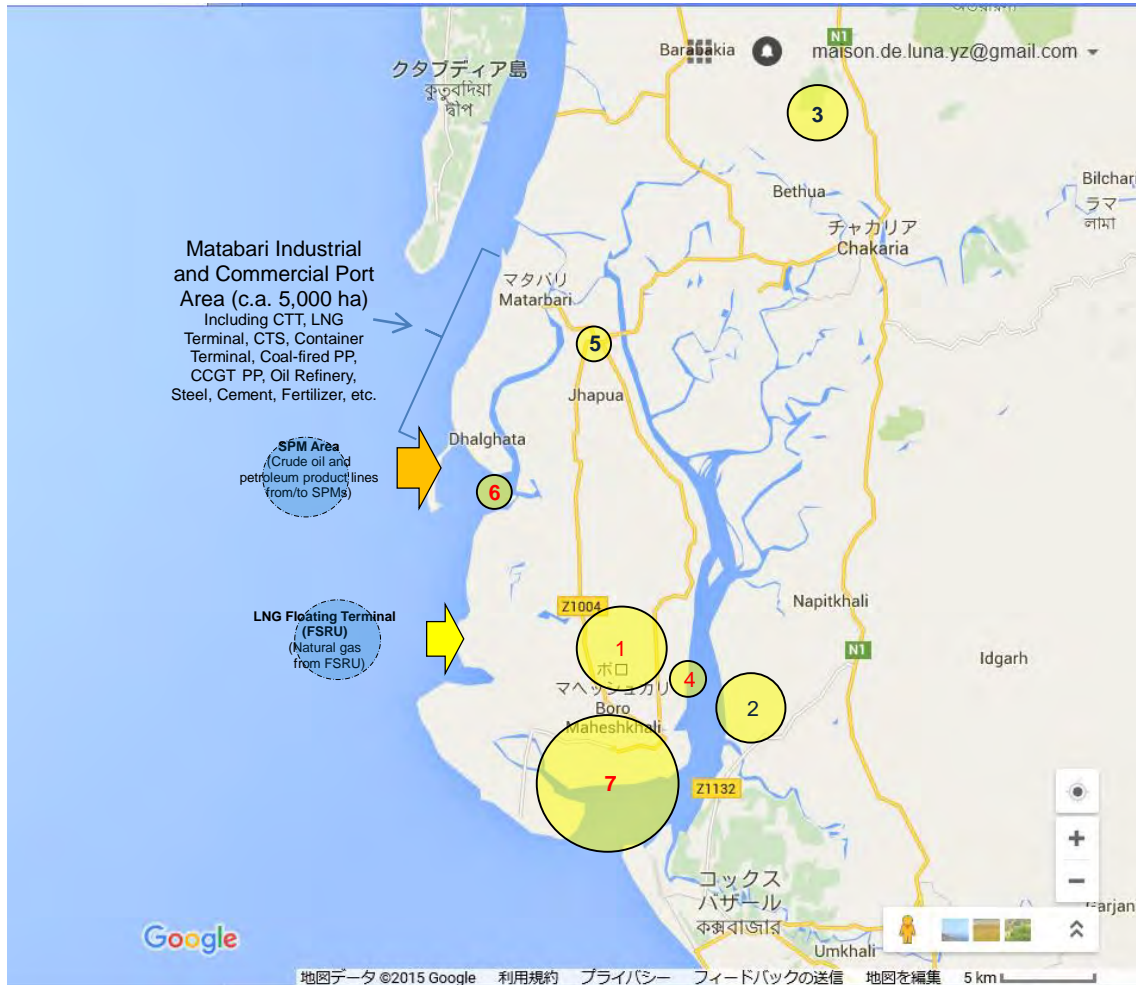 Barabakia
N1
maison.de.luna.yz@gmail.com
クタブディア島
কুতুবদিয়া
দ্বীপ
3
Bethua
Bilchari
ラマ
লামা
チャカリア
Chakaria
Matabari Industrial
and Commercial Port
Area (c.a. 5,000 ha)
Including CTT, LNG
Terminal, CTS, Container
Terminal, Coal-fired PP,
CCGT PP, Oil Refinery,
Steel, Cement, Fertilizer, etc.
マタバリ
Matarbari
5
Jhapua
Dhalghata
SPM Area
(Crude oil and
petroleum product lines
from/to SPMs)
6
Z1004
Napitkhali
LNG Floating Terminal
(FSRU)
(Natural gas
from FSRU)
1
N1
Idgarh
ボロ
マヘッシュカリ
Boro
Maheshkhali
4
2
7
Z1132
コックス
バザール
কক্সবাজার
Garjan
Umkhali
Google
地図データ ©2015 Google 利用規約 プライバシー フィードバックの送信 地図を編集 5 km